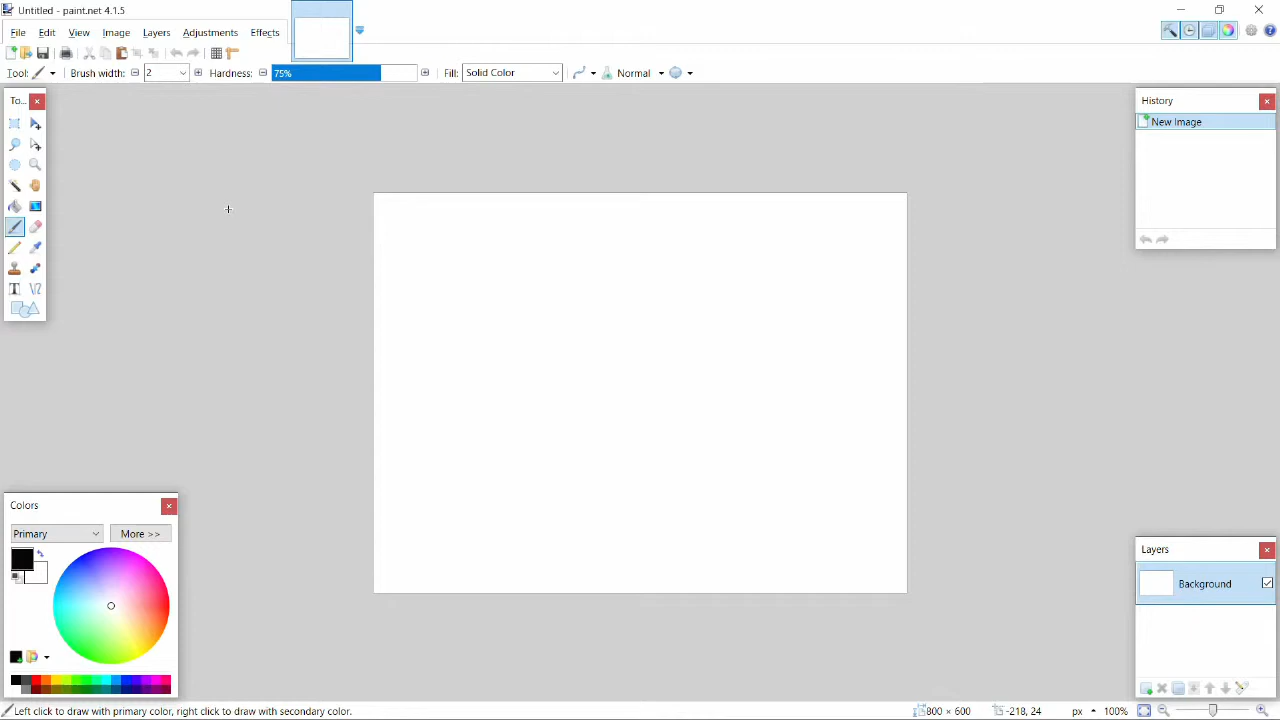 Untitled - paint.net 4.1.5
File Edit View Image Layers Adjustments Effects
Tool: Brush width: 2 Hardness: 75% Fill: Solid Color Normal
To...
History
New Image
Colors
Primary More >>
Layers
Background
Left click to draw with primary color, right click to draw with secondary color. 800 × 600 -218, 24 px 100%